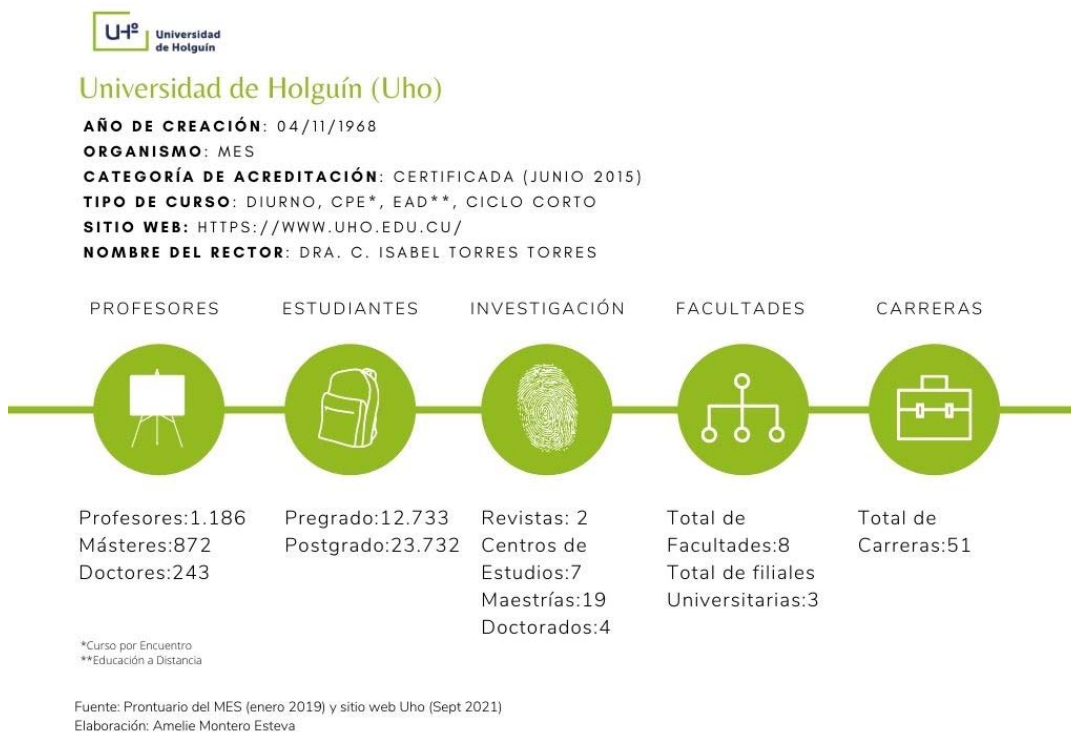 UHº
Universidad
de Holguín
Universidad de Holguín (Uho)
AÑO DE CREACIÓN: 04/11/1968
ORGANISMO: MES
CATEGORÍA DE ACREDITACIÓN: CERTIFICADA (JUNIO 2015)
TIPO DE CURSO: DIURNO, CPE*, EAD**, CICLO CORTO
SITIO WEB: HTTPS://WWW.UHO.EDU.CU/
NOMBRE DEL RECTOR: DRA. C. ISABEL TORRES TORRES
PROFESORES
ESTUDIANTES
INVESTIGACIÓN
FACULTADES
CARRERAS
Profesores:1.186
Másteres:872
Doctores:243
Pregrado:12.733
Postgrado:23.732
Revistas: 2
Centros de
Estudios:7
Maestrías:19
Doctorados:4
Total de
Facultades:8
Total de filiales
Universitarias:3
Total de
Carreras:51
*Curso por Encuentro
**Educación a Distancia
Fuente: Prontuario del MES (enero 2019) y sitio web Uho (Sept 2021)
Elaboración: Amelie Montero Esteva